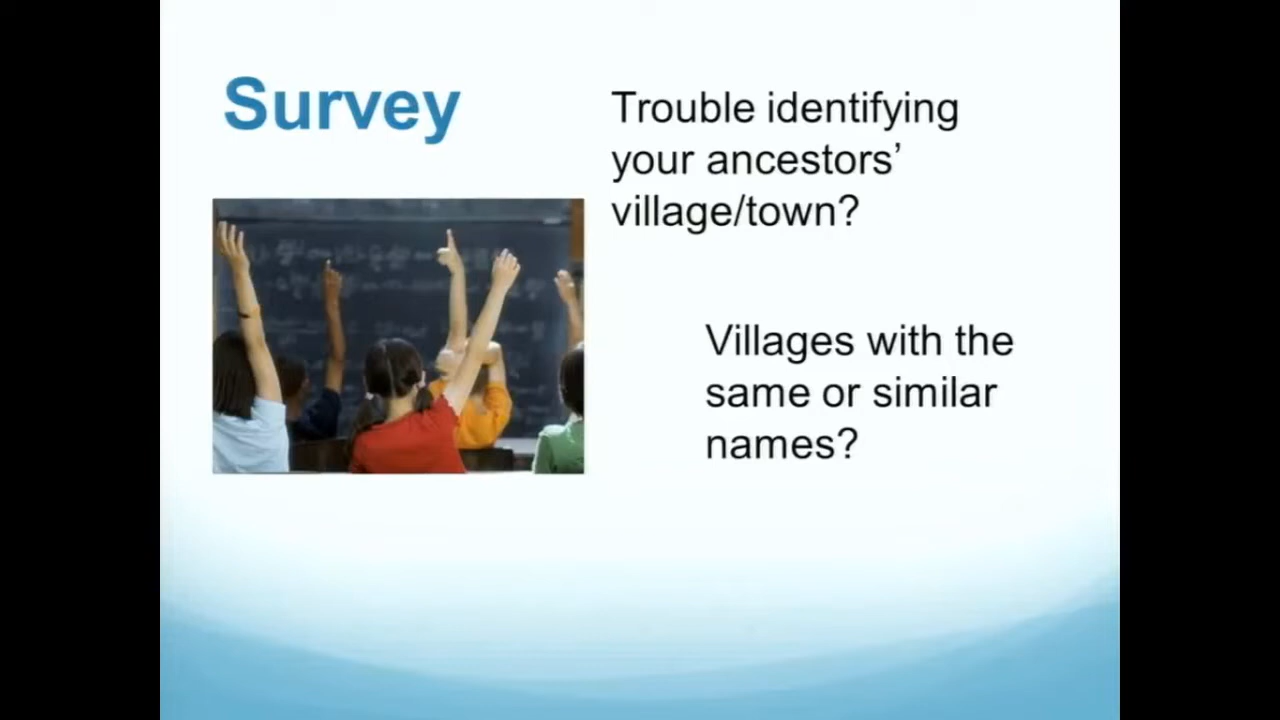 Survey
Trouble identifying
your ancestors’
village/town?
Villages with the
same or similar
names?